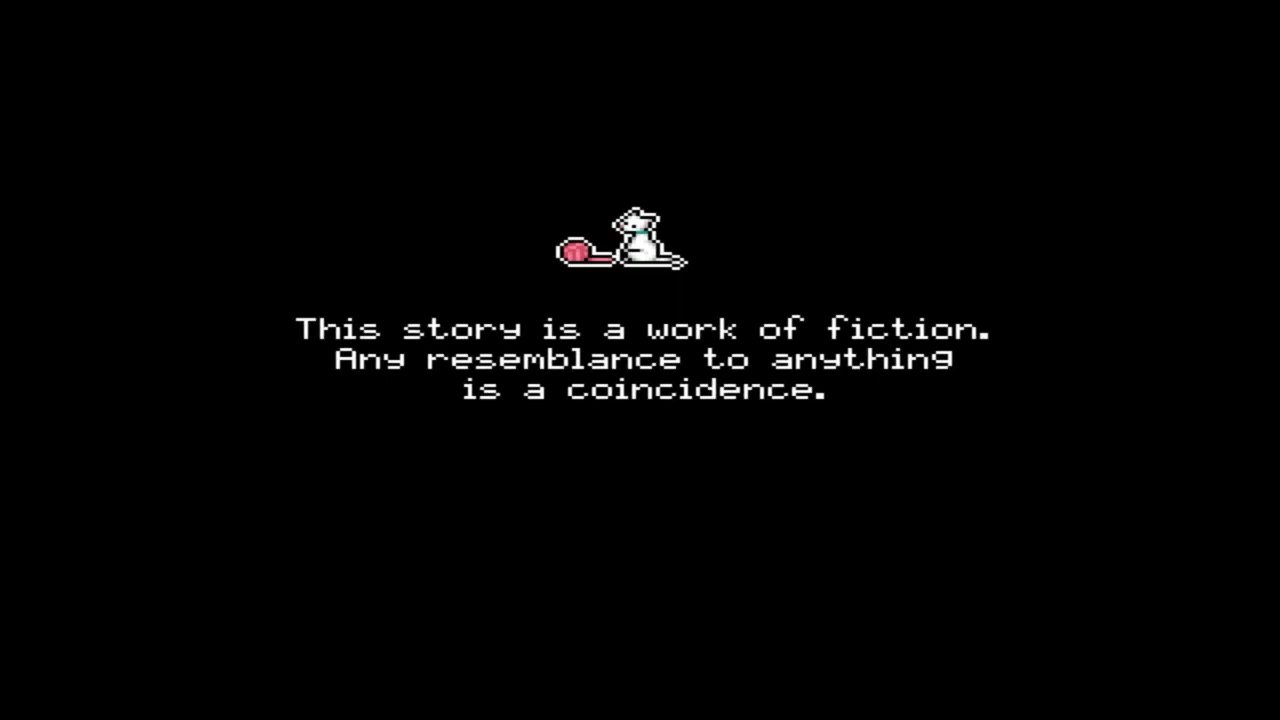 This story is a work of fiction.
Any resemblance to anything
is a coincidence.